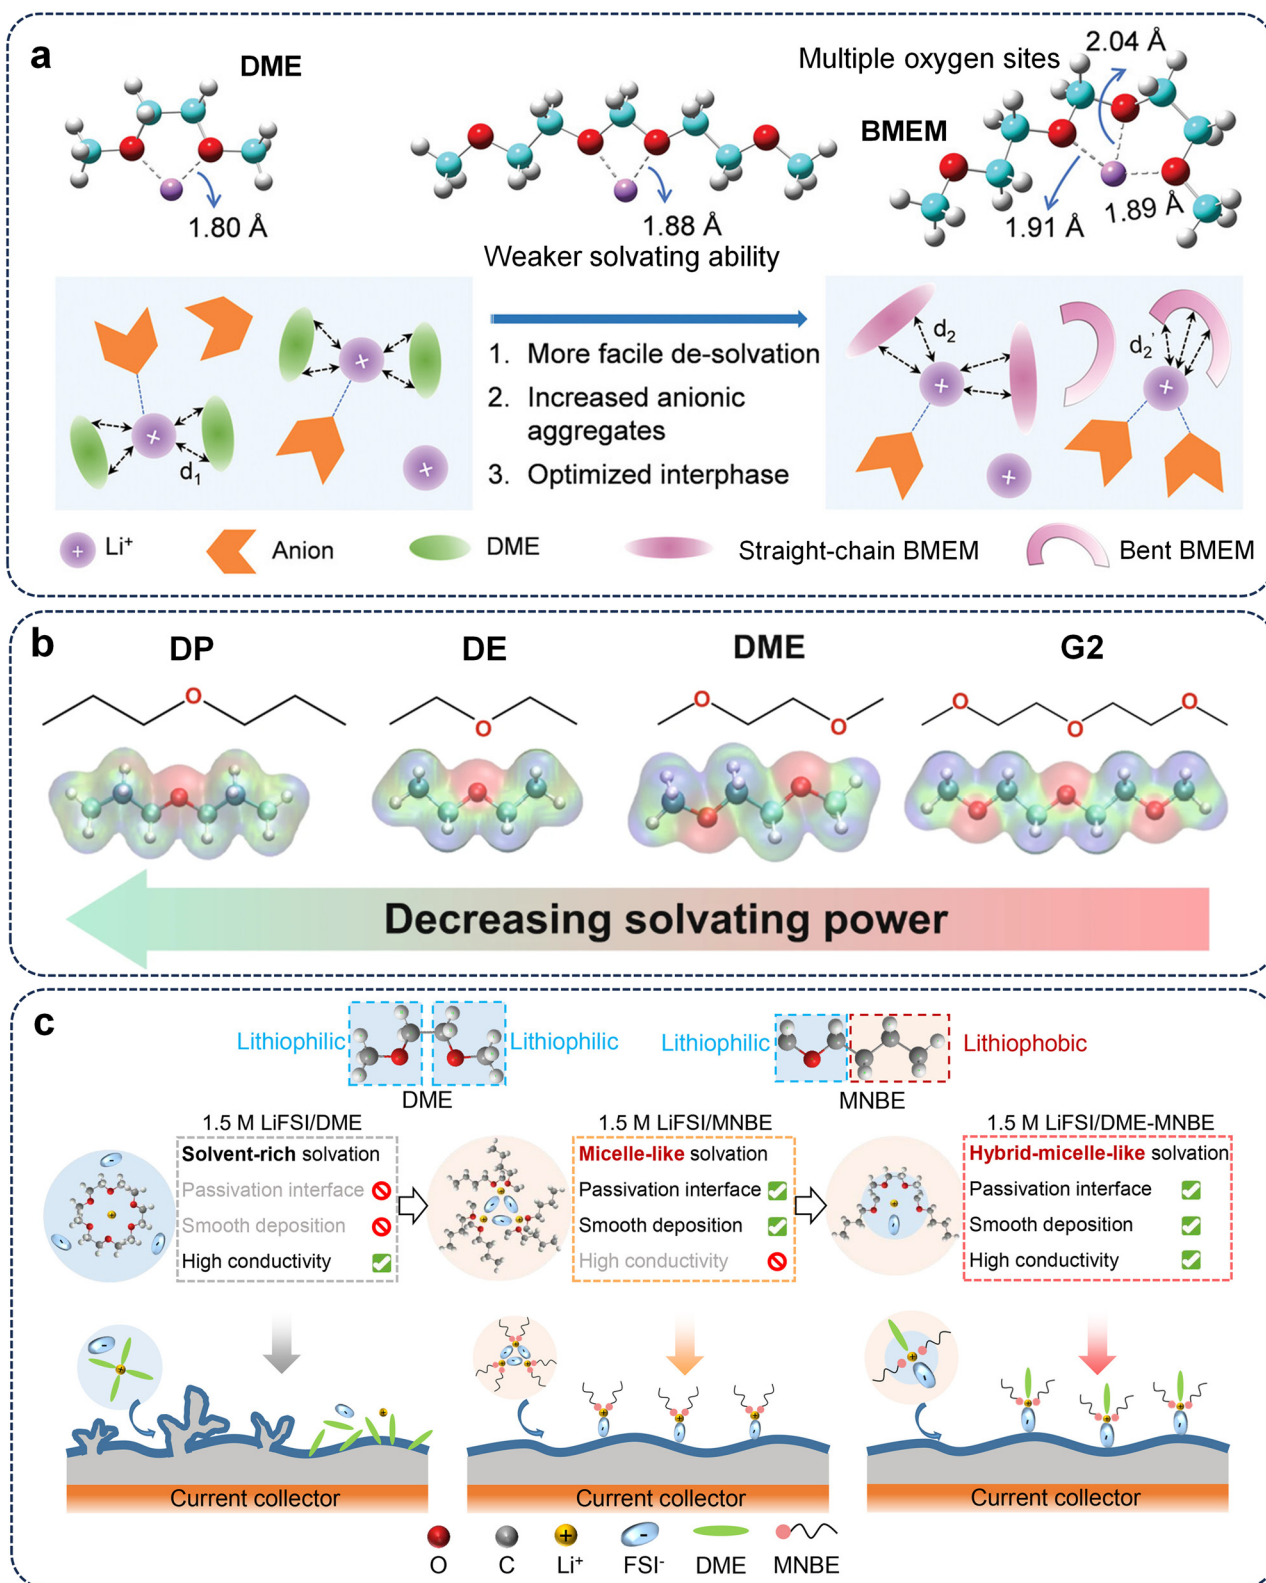 a
DME
Multiple oxygen sites
2.04 Å
BMEM
1.80 Å
1.88 Å
1.91 Å
1.89 Å
Weaker solvating ability
d1
1. More facile de-solvation
2. Increased anionic
aggregates
3. Optimized interphase
d2
d2'
+
+
+
+
+
+
+
Li+
Anion
DME
Straight-chain BMEM
Bent BMEM
b
DP
DE
DME
G2
O
O
O
O
O
O
O
Decreasing solvating power
c
Lithiophilic
Lithiophilic
DME
Lithiophilic
Lithiophobic
MNBE
1.5 M LiFSI/DME
Solvent-rich solvation
Passivation interface
Smooth deposition
High conductivity
1.5 M LiFSI/MNBE
Micelle-like solvation
Passivation interface
Smooth deposition
High conductivity
1.5 M LiFSI/DME-MNBE
Hybrid-micelle-like solvation
Passivation interface
Smooth deposition
High conductivity
Current collector
Current collector
Current collector
O
C
Li+
FSI-
DME
MNBE